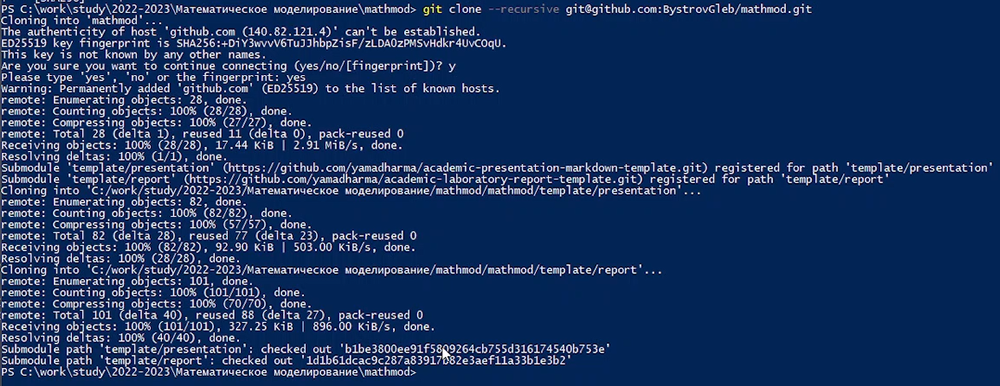 PS C:\work\study\2022-2023\Математическое моделирование\mathmod> git clone --recursive git@github.com:BystrovGleb/mathmod.git
Cloning into 'mathmod'...
The authenticity of host 'github.com (140.82.121.4)' can't be established.
ED25519 key fingerprint is SHA256:+DiY3wvvV6TuJJhbpZisF/zLDA0zPMSvHdkr4UvCOqU.
This key is not known by any other names.
Are you sure you want to continue connecting (yes/no/[fingerprint])? y
Please type 'yes', 'no' or the fingerprint: yes
Warning: Permanently added 'github.com' (ED25519) to the list of known hosts.
remote: Enumerating objects: 28, done.
remote: Counting objects: 100% (28/28), done.
remote: Compressing objects: 100% (27/27), done.
remote: Total 28 (delta 1), reused 11 (delta 0), pack-reused 0
Receiving objects: 100% (28/28), 17.44 KiB | 2.91 MiB/s, done.
Resolving deltas: 100% (1/1), done.
Submodule 'template/presentation' (https://github.com/yamadharma/academic-presentation-markdown-template.git) registered for path 'template/presentation'
Submodule 'template/report' (https://github.com/yamadharma/academic-laboratory-report-template.git) registered for path 'template/report'
Cloning into 'C:/work/study/2022-2023/Математическое моделирование/mathmod/mathmod/template/presentation'...
remote: Enumerating objects: 82, done.
remote: Counting objects: 100% (82/82), done.
remote: Compressing objects: 100% (57/57), done.
remote: Total 82 (delta 28), reused 77 (delta 23), pack-reused 0
Receiving objects: 100% (82/82), 92.90 KiB | 503.00 KiB/s, done.
Resolving deltas: 100% (28/28), done.
Cloning into 'C:/work/study/2022-2023/Математическое моделирование/mathmod/mathmod/template/report'...
remote: Enumerating objects: 101, done.
remote: Counting objects: 100% (101/101), done.
remote: Compressing objects: 100% (70/70), done.
remote: Total 101 (delta 40), reused 88 (delta 27), pack-reused 0
Receiving objects: 100% (101/101), 327.25 KiB | 896.00 KiB/s, done.
Resolving deltas: 100% (40/40), done.
Submodule path 'template/presentation': checked out 'b1be3800ee91f5809264cb755d316174540b753e'
Submodule path 'template/report': checked out '1d1b61dcac9c287a83917b82e3aef11a33b1e3b2'
PS C:\work\study\2022-2023\Математическое моделирование\mathmod>